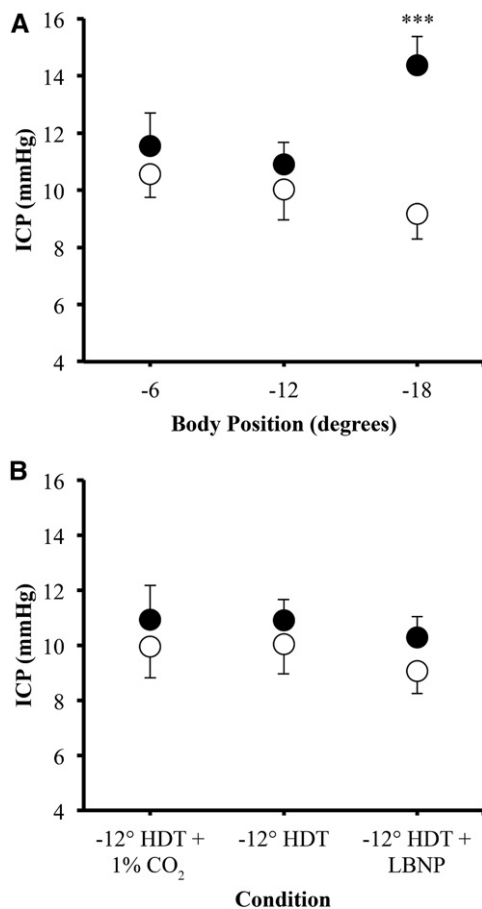 A
***
16
14
12
10
8
6
4
ICP (mmHg)
-6
-12
-18
Body Position (degrees)
B
16
14
12
10
8
6
4
ICP (mmHg)
-12° HDT + -12° HDT -12° HDT +
1% CO₂ LBNP
Condition